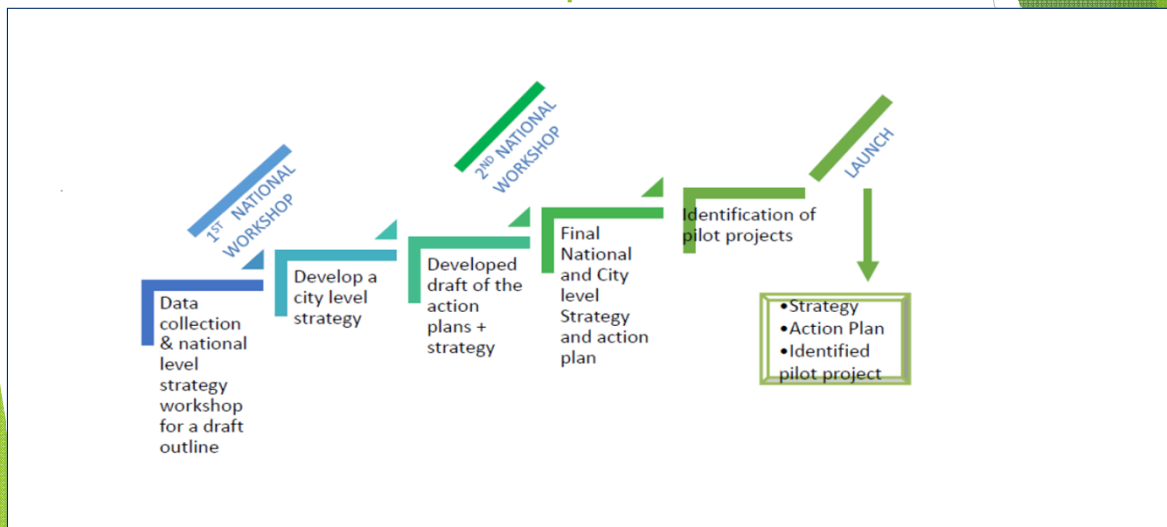 1ST NATIONAL
WORKSHOP
2ND NATIONAL
WORKSHOP
LAUNCH
Data
collection
& national
level
strategy
workshop
for a draft
outline
Develop a
city level
strategy
Developed
draft of the
action
plans +
strategy
Final
National
and City
level
Strategy
and action
plan
Identification of
pilot projects
•Strategy
•Action Plan
•Identified
pilot project